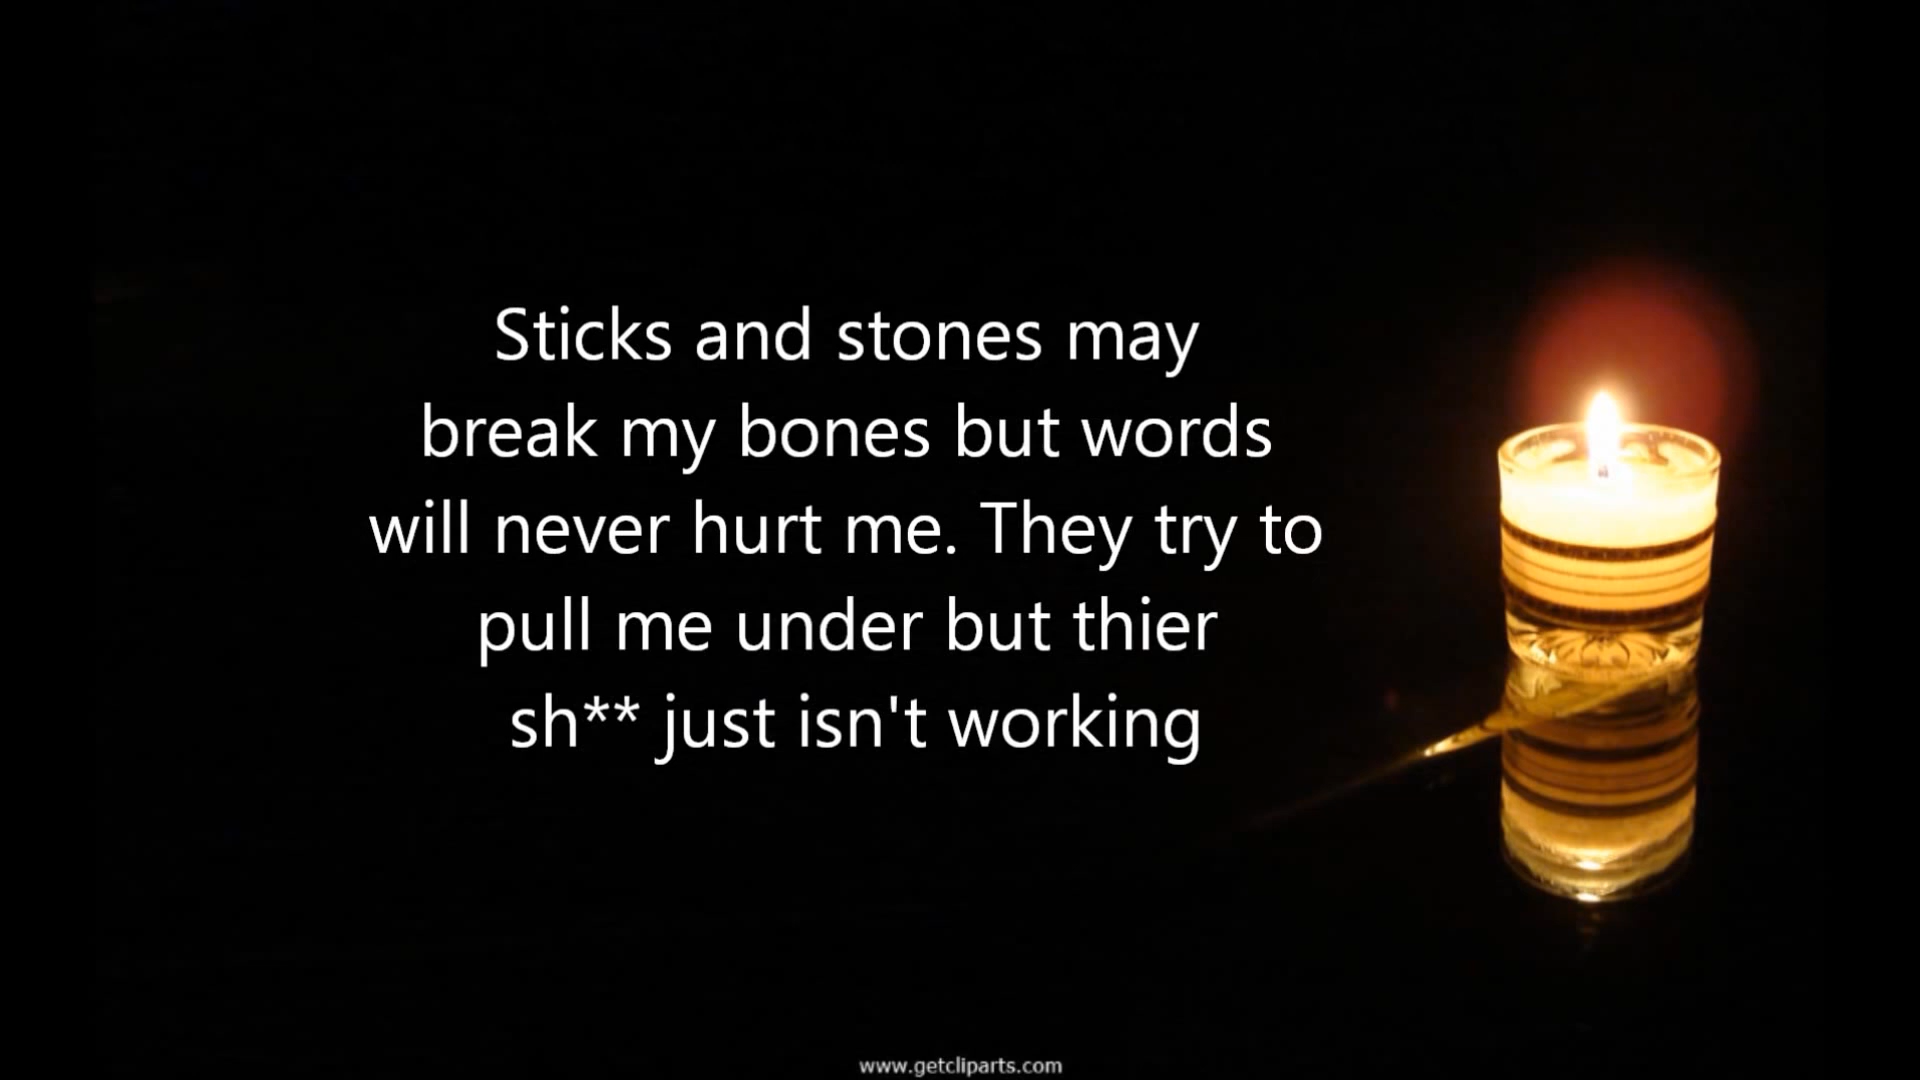 Sticks and stones may
break my bones but words
will never hurt me. They try to
pull me under but thier
sh** just isn't working
www.getcliparts.com